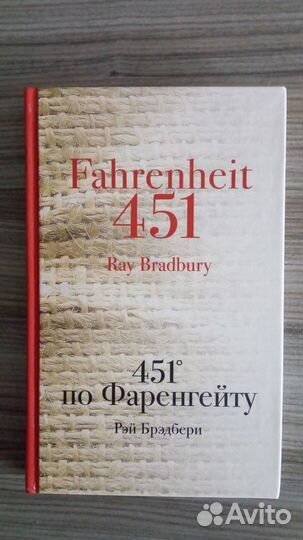 Fahrenheit
451
Ray Bradbury
451°
по Фаренгейту
Рэй Брэдбери
Avito